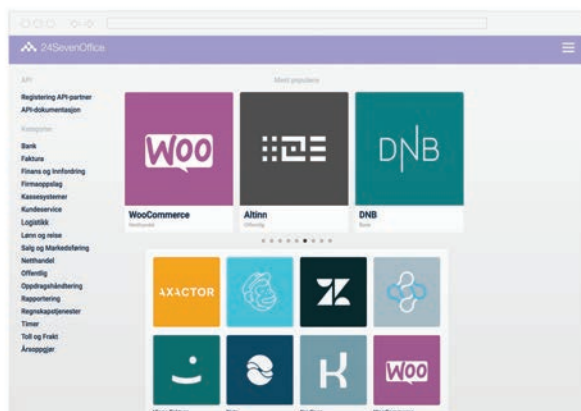 24SevenOffice
API
Registering API-partner
API-dokumentasjon
Kategorier
Bank
Faktura
Finans og Innfordring
Firmaoppslag
Kassesystemer
Kundeservice
Logistikk
Lønn og reise
Salg og Markedsføring
Netthandel
Offentlig
Oppdragshåndtering
Rapportering
Regnskapstjenester
Timer
Toll og Frakt
Årsoppgjør
Mest populære
WOO
DNB
WooCommerce
Netthandel
Altinn
Offentlig
DNB
Bank
AXACTOR
WOO